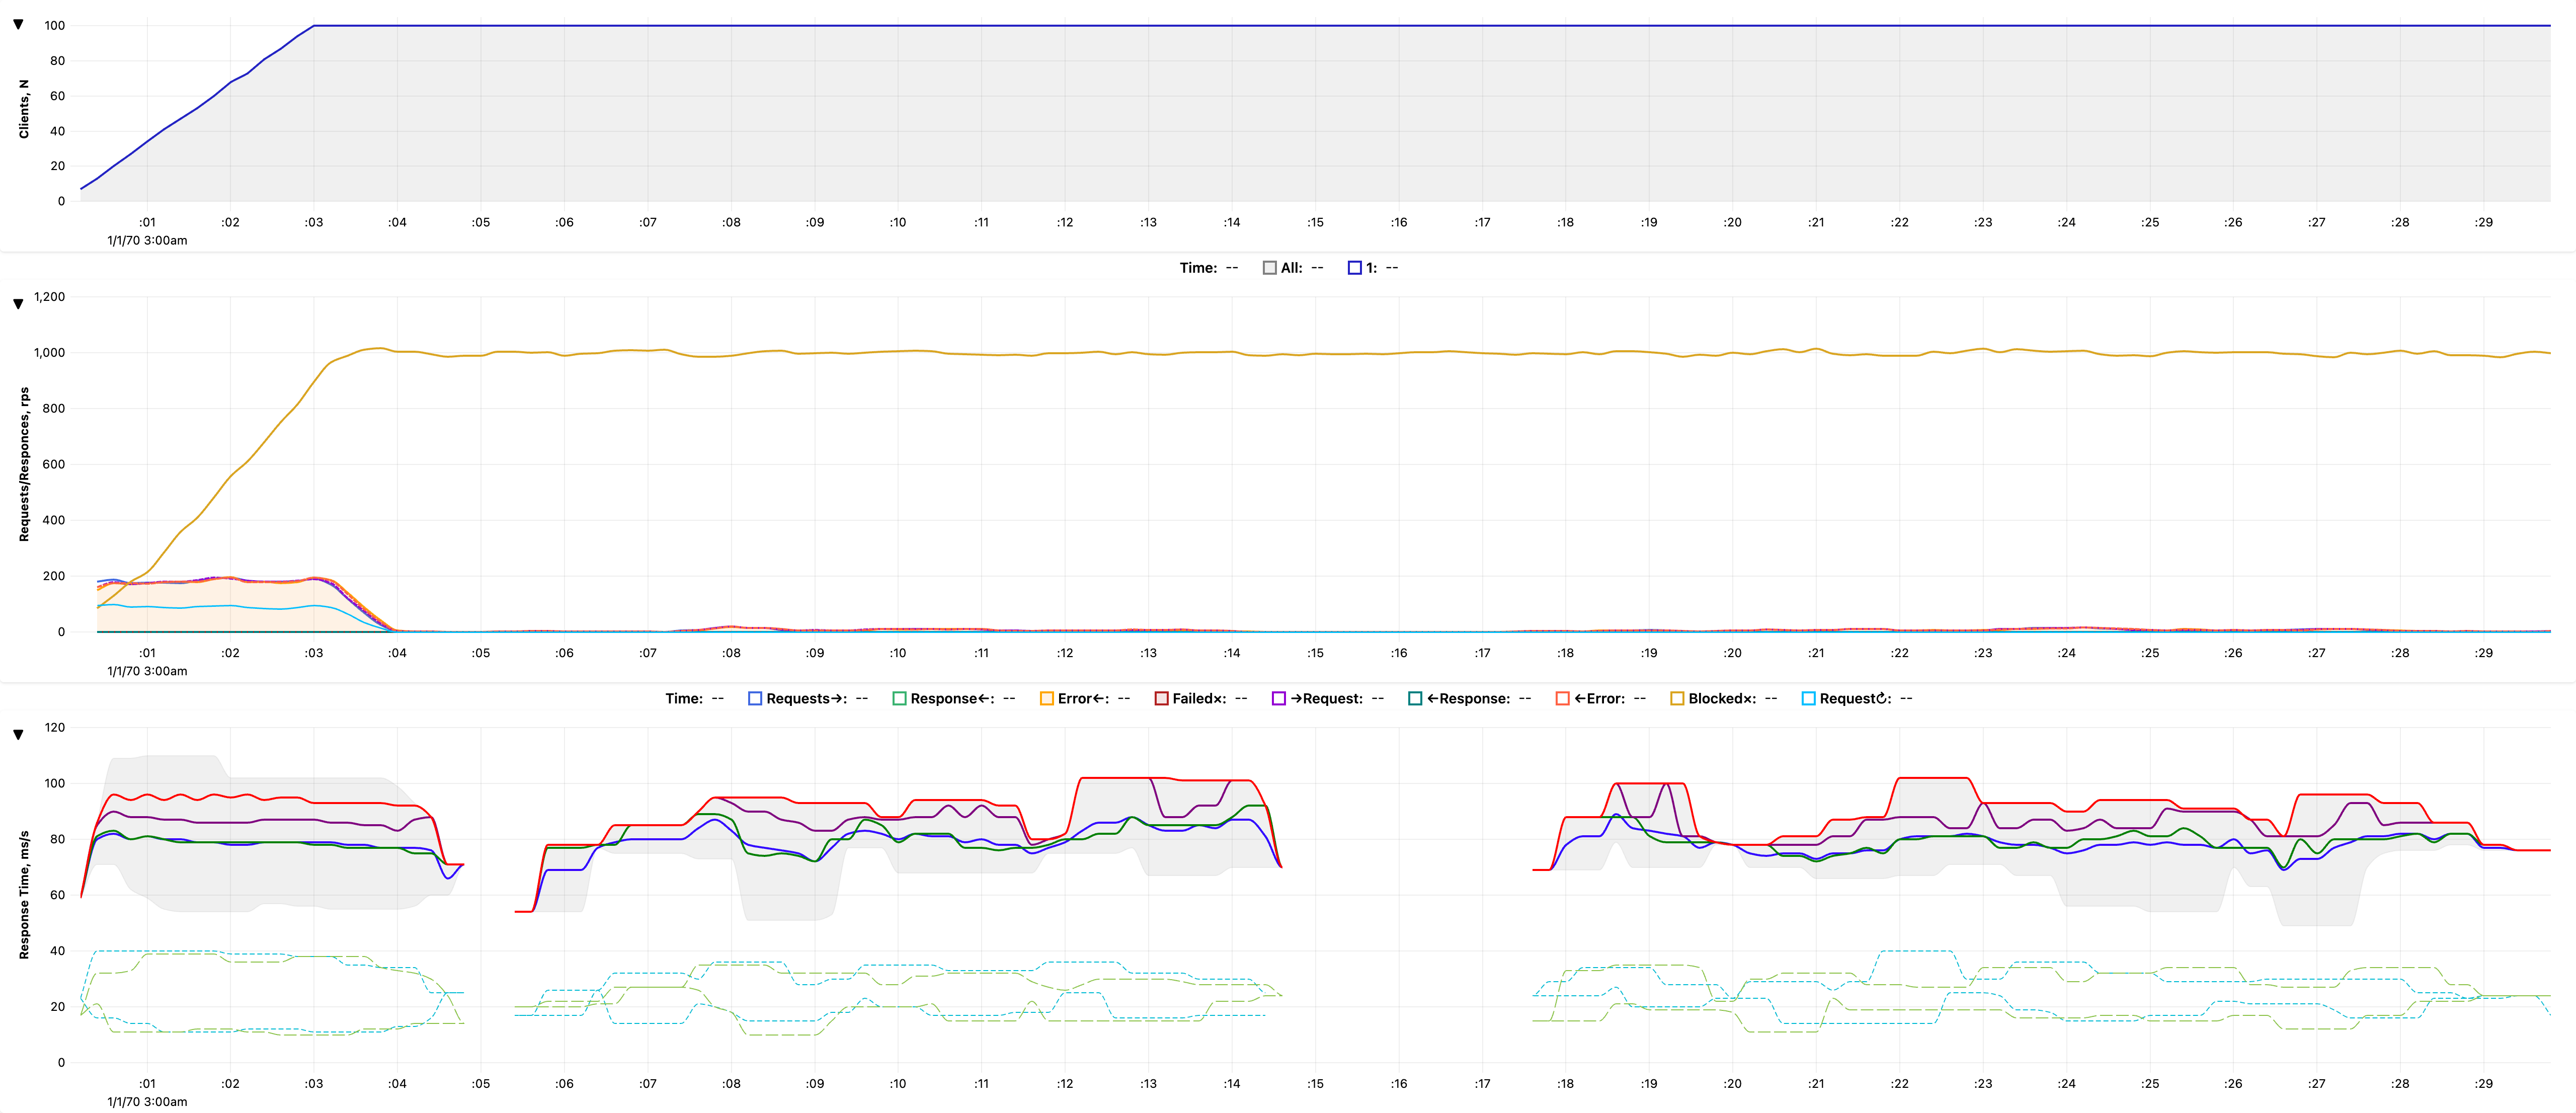 ▼
Clients, N
100
80
60
40
20
0
:01 :02 :03 :04 :05 :06 :07 :08 :09 :10 :11 :12 :13 :14 :15 :16 :17 :18 :19 :20 :21 :22 :23 :24 :25 :26 :27 :28 :29
1/1/70 3:00am
Time: -- All: -- 1: --
▼
Requests/Responces, rps
1,200
1,000
800
600
400
200
0
:01 :02 :03 :04 :05 :06 :07 :08 :09 :10 :11 :12 :13 :14 :15 :16 :17 :18 :19 :20 :21 :22 :23 :24 :25 :26 :27 :28 :29
1/1/70 3:00am
Time: -- Requests→: -- Response←: -- Error←: -- Failed×: -- →Request: -- ←Response: -- ←Error: -- Blocked×: -- Request↻: --
▼
Response Time, ms/s
120
100
80
60
40
20
0
:01 :02 :03 :04 :05 :06 :07 :08 :09 :10 :11 :12 :13 :14 :15 :16 :17 :18 :19 :20 :21 :22 :23 :24 :25 :26 :27 :28 :29
1/1/70 3:00am